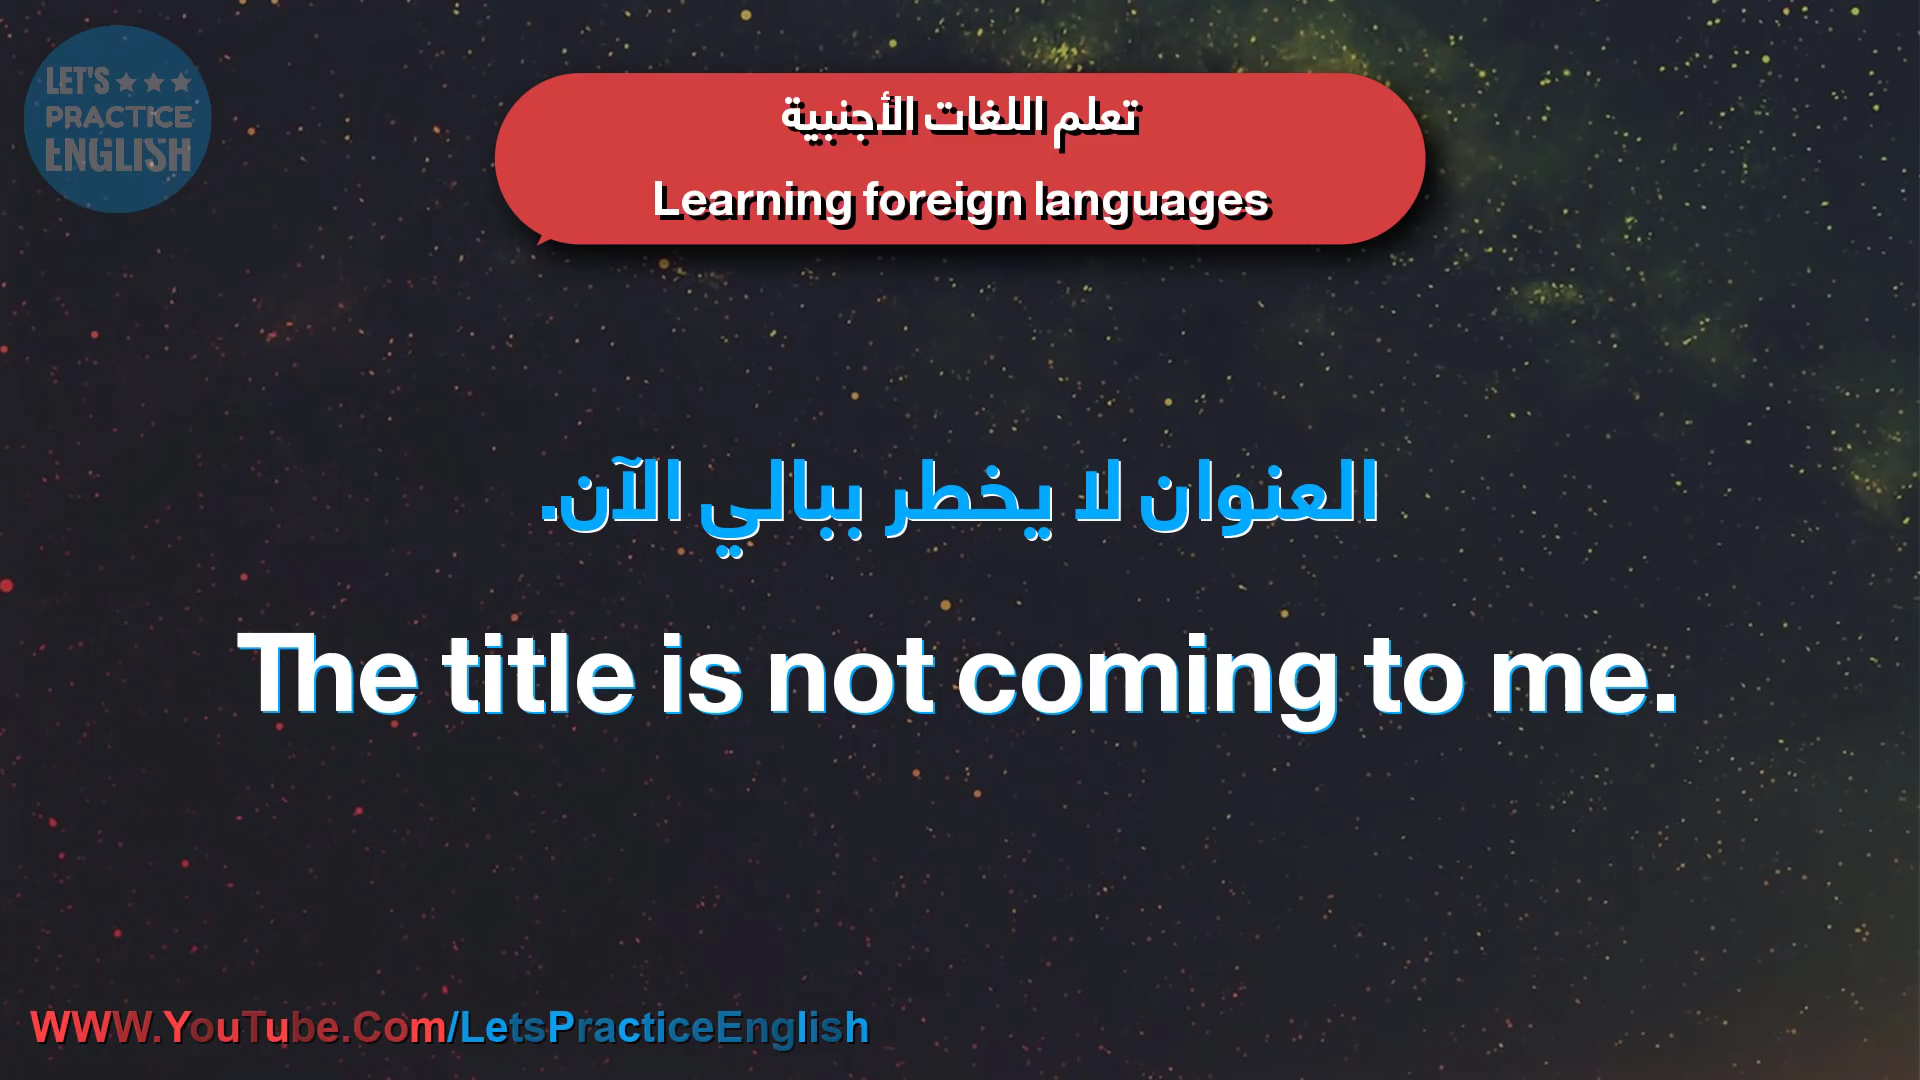 LET'S
PRACTICE
ENGLISH
تعلم اللغات الأجنبية
Learning foreign languages
العنوان لا يخطر ببالي الآن.
The title is not coming to me.
WWW.YouTube.Com/LetsPracticeEnglish